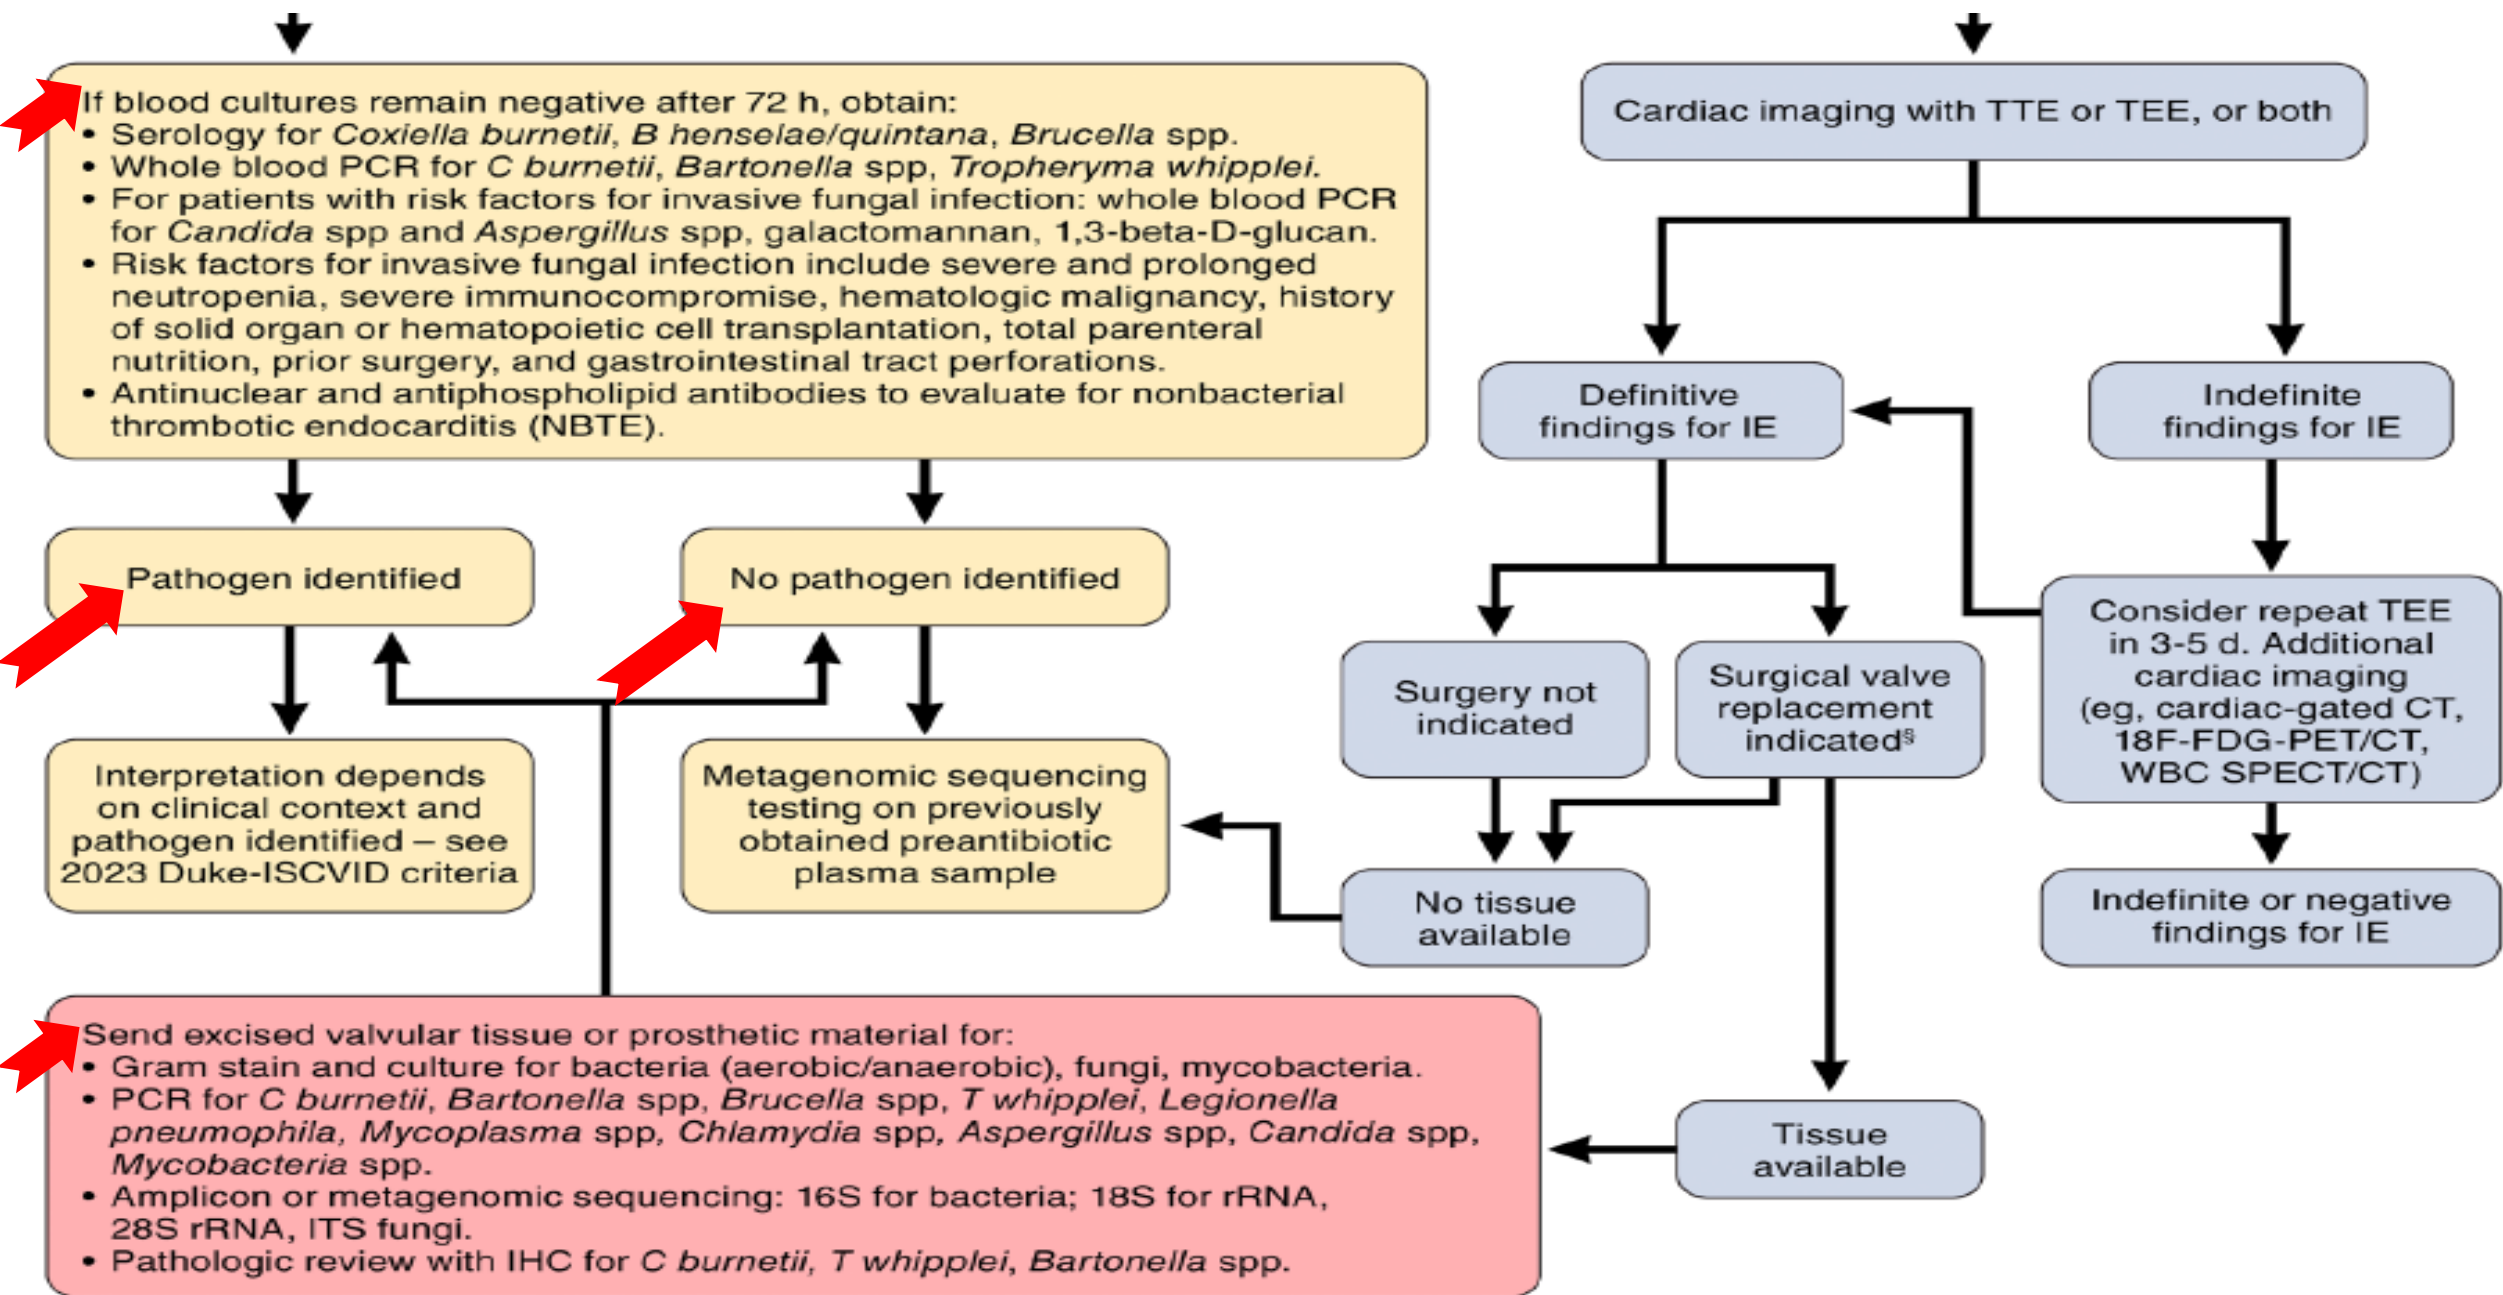 If blood cultures remain negative after 72 h, obtain:
• Serology for Coxiella burnetii, B henselae/quintana, Brucella spp.
• Whole blood PCR for C burnetii, Bartonella spp, Tropheryma whipplei.
• For patients with risk factors for invasive fungal infection: whole blood PCR
for Candida spp and Aspergillus spp, galactomannan, 1,3-beta-D-glucan.
• Risk factors for invasive fungal infection include severe and prolonged
neutropenia, severe immunocompromise, hematologic malignancy, history
of solid organ or hematopoietic cell transplantation, total parenteral
nutrition, prior surgery, and gastrointestinal tract perforations.
• Antinuclear and antiphospholipid antibodies to evaluate for nonbacterial
thrombotic endocarditis (NBTE).
Pathogen identified
No pathogen identified
Interpretation depends
on clinical context and
pathogen identified – see
2023 Duke-ISCVID criteria
Metagenomic sequencing
testing on previously
obtained preantibiotic
plasma sample
Send excised valvular tissue or prosthetic material for:
• Gram stain and culture for bacteria (aerobic/anaerobic), fungi, mycobacteria.
• PCR for C burnetii, Bartonella spp, Brucella spp, T whipplei, Legionella
pneumophila, Mycoplasma spp, Chlamydia spp, Aspergillus spp, Candida spp,
Mycobacteria spp.
• Amplicon or metagenomic sequencing: 16S for bacteria; 18S for rRNA,
28S rRNA, ITS fungi.
• Pathologic review with IHC for C burnetii, T whipplei, Bartonella spp.
Cardiac imaging with TTE or TEE, or both
Definitive
findings for IE
Indefinite
findings for IE
Surgery not
indicated
Surgical valve
replacement
indicated§
Consider repeat TEE
in 3-5 d. Additional
cardiac imaging
(eg, cardiac-gated CT,
18F-FDG-PET/CT,
WBC SPECT/CT)
No tissue
available
Indefinite or negative
findings for IE
Tissue
available